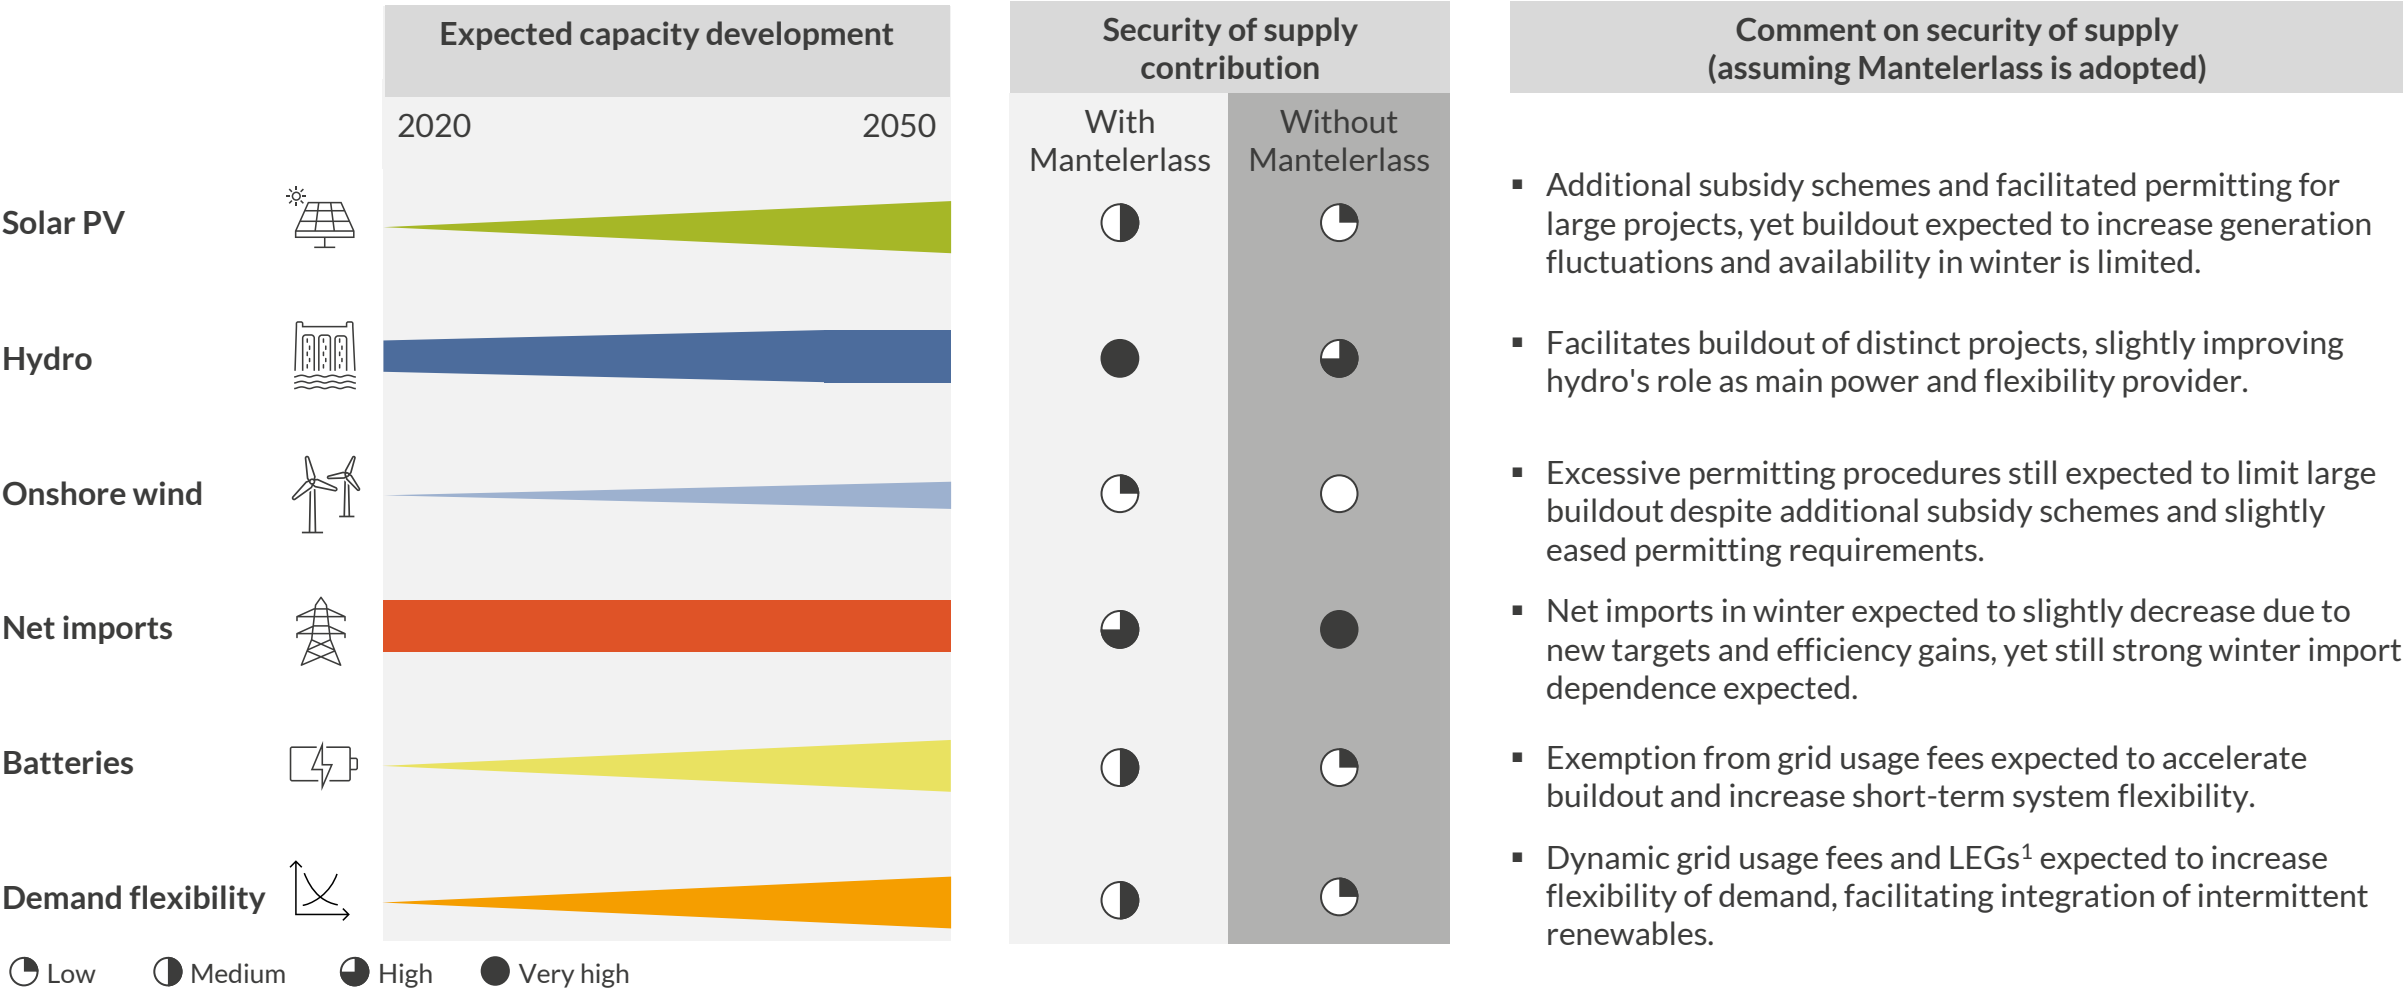 Expected capacity development
Security of supply
contribution
Comment on security of supply
(assuming Mantelerlass is adopted)
2020
2050
With
Mantelerlass
Without
Mantelerlass
Solar PV
Additional subsidy schemes and facilitated permitting for
large projects, yet buildout expected to increase generation
fluctuations and availability in winter is limited.
Hydro
Facilitates buildout of distinct projects, slightly improving
hydro's role as main power and flexibility provider.
Onshore wind
Excessive permitting procedures still expected to limit large
buildout despite additional subsidy schemes and slightly
eased permitting requirements.
Net imports
Net imports in winter expected to slightly decrease due to
new targets and efficiency gains, yet still strong winter import
dependence expected.
Batteries
Exemption from grid usage fees expected to accelerate
buildout and increase short-term system flexibility.
Demand flexibility
Dynamic grid usage fees and LEGs¹ expected to increase
flexibility of demand, facilitating integration of intermittent
renewables.
Low
Medium
High
Very high